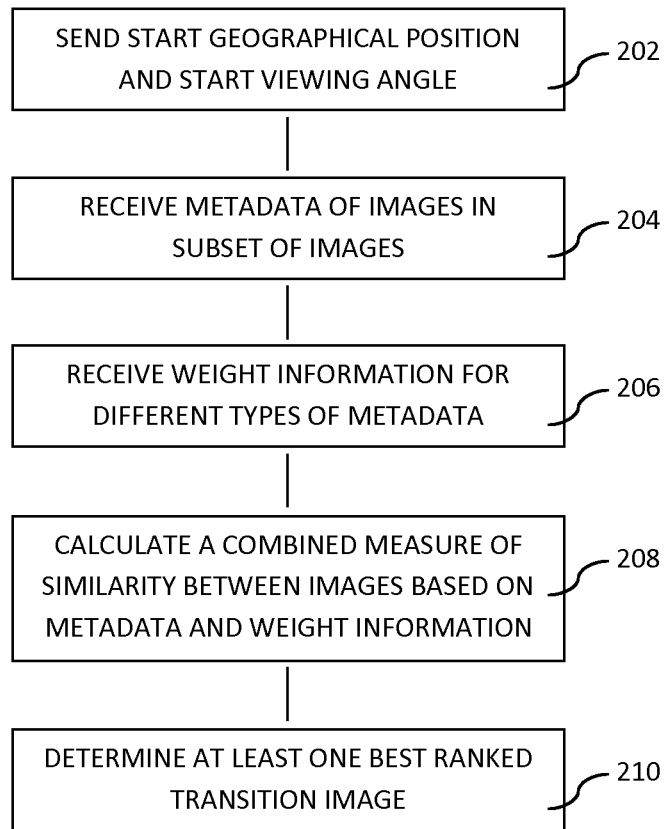 SEND START GEOGRAPHICAL POSITION
AND START VIEWING ANGLE
202
RECEIVE METADATA OF IMAGES IN
SUBSET OF IMAGES
204
RECEIVE WEIGHT INFORMATION FOR
DIFFERENT TYPES OF METADATA
206
CALCULATE A COMBINED MEASURE OF
SIMILARITY BETWEEN IMAGES BASED ON
METADATA AND WEIGHT INFORMATION
208
DETERMINE AT LEAST ONE BEST RANKED
TRANSITION IMAGE
210